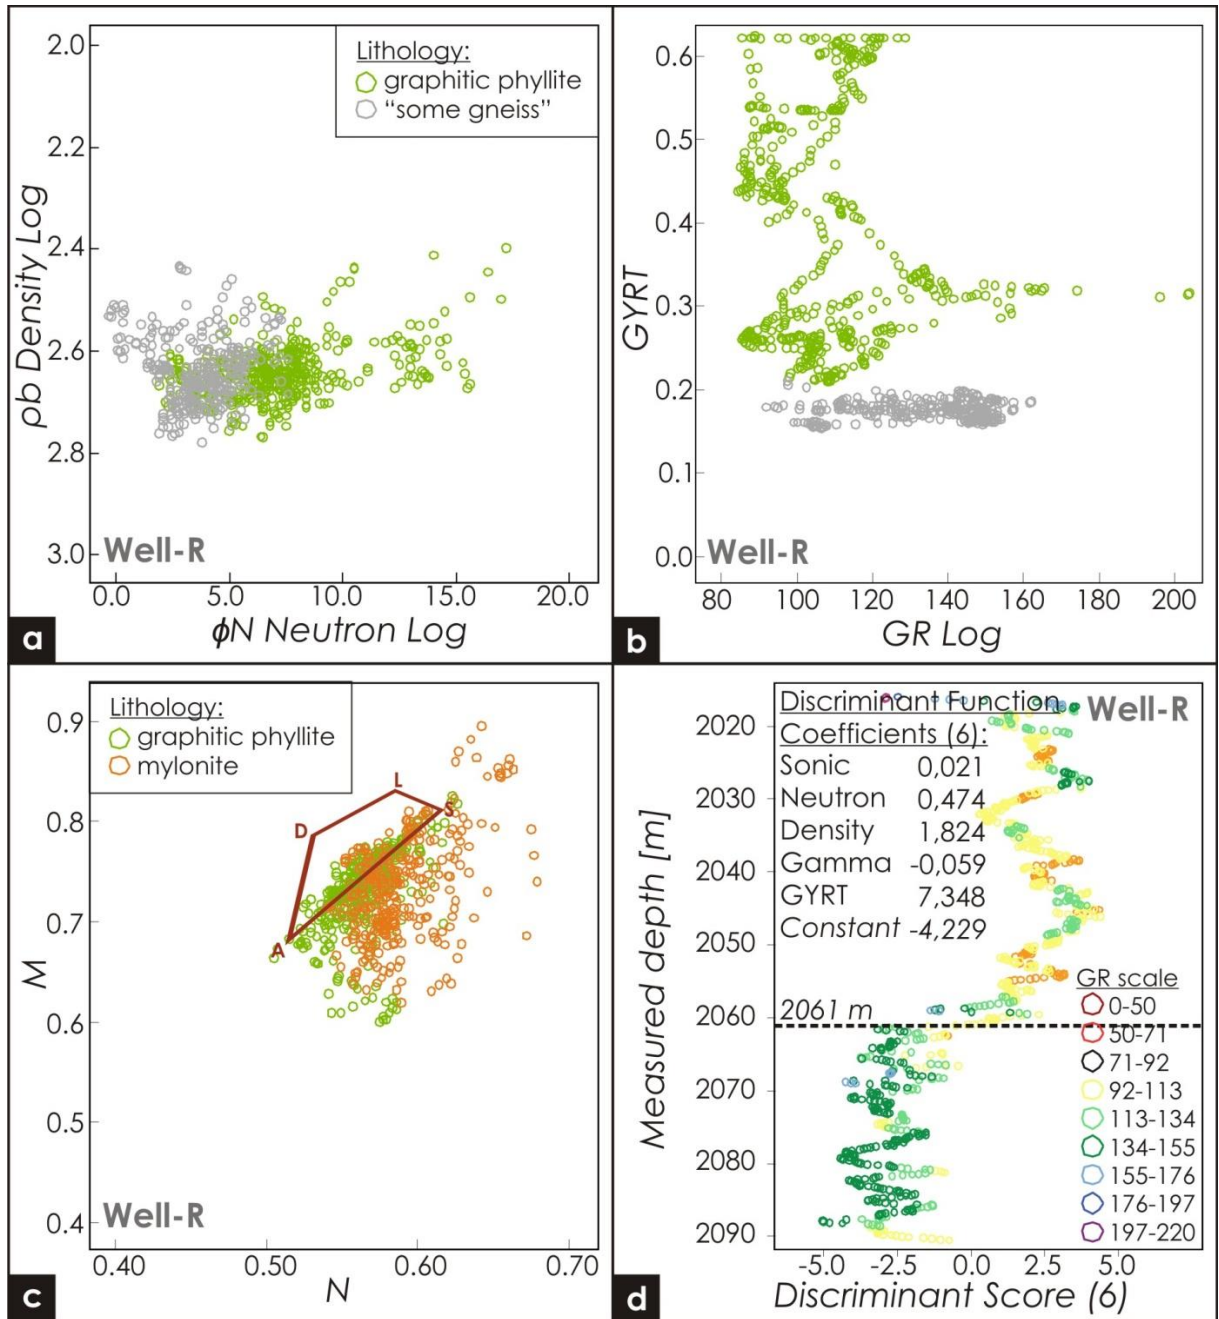 2.0
2.2
2.4
2.6
2.8
3.0
ρb Density Log
Lithology:
graphitic phyllite
“some gneiss”
Well-R
0.0
5.0
10.0
15.0
20.0
ϕN Neutron Log
a
0.6
0.5
0.4
0.3
0.2
0.1
0.0
GYRT
Well-R
80
100
120
140
160
180
200
GR Log
b
0.9
0.8
0.7
0.6
0.5
0.4
M
Lithology:
graphitic phyllite
mylonite
L
S
D
A
Well-R
0.40
0.50
0.60
0.70
N
c
2020
2030
2040
2050
2060
2070
2080
2090
Measured depth [m]
Discriminant Function
Coefficients (6):
Sonic 0,021
Neutron 0,474
Density 1,824
Gamma -0,059
GYRT 7,348
Constant -4,229
Well-R
2061 m
GR scale
0-50
50-71
71-92
92-113
113-134
134-155
155-176
176-197
197-220
-5.0
-2.5
0.0
2.5
5.0
Discriminant Score (6)
d